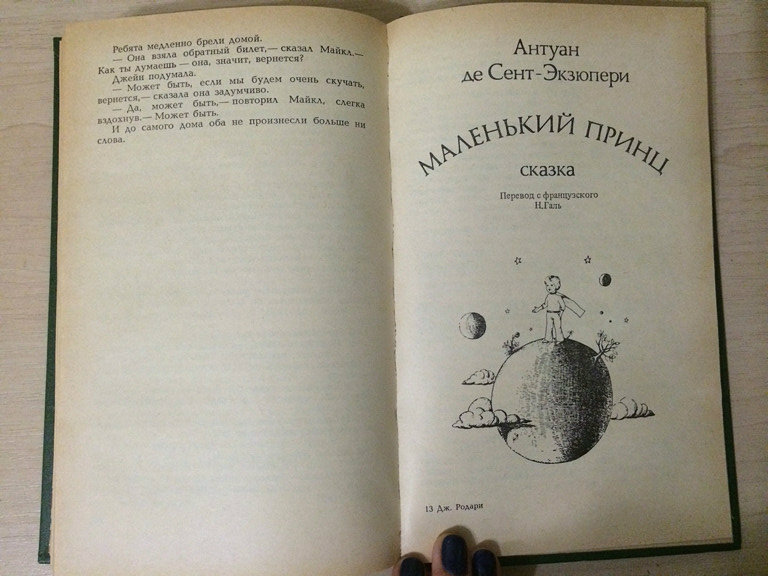 Ребята медленно брели домой.
— Она взяла обратный билет,— сказал Майкл.—
Как ты думаешь — она, значит, вернется?
Джейн подумала.
— Может быть, если мы будем очень скучать,
вернется,— сказала она задумчиво.
— Да, может быть,— повторил Майкл, слегка
вздохнув.— Может быть.
И до самого дома оба не произнесли больше ни
слова.
Антуан
де Сент-Экзюпери
МАЛЕНЬКИЙ ПРИНЦ
сказка
Перевод с французского
Н.Галь
13 Дж. Родари